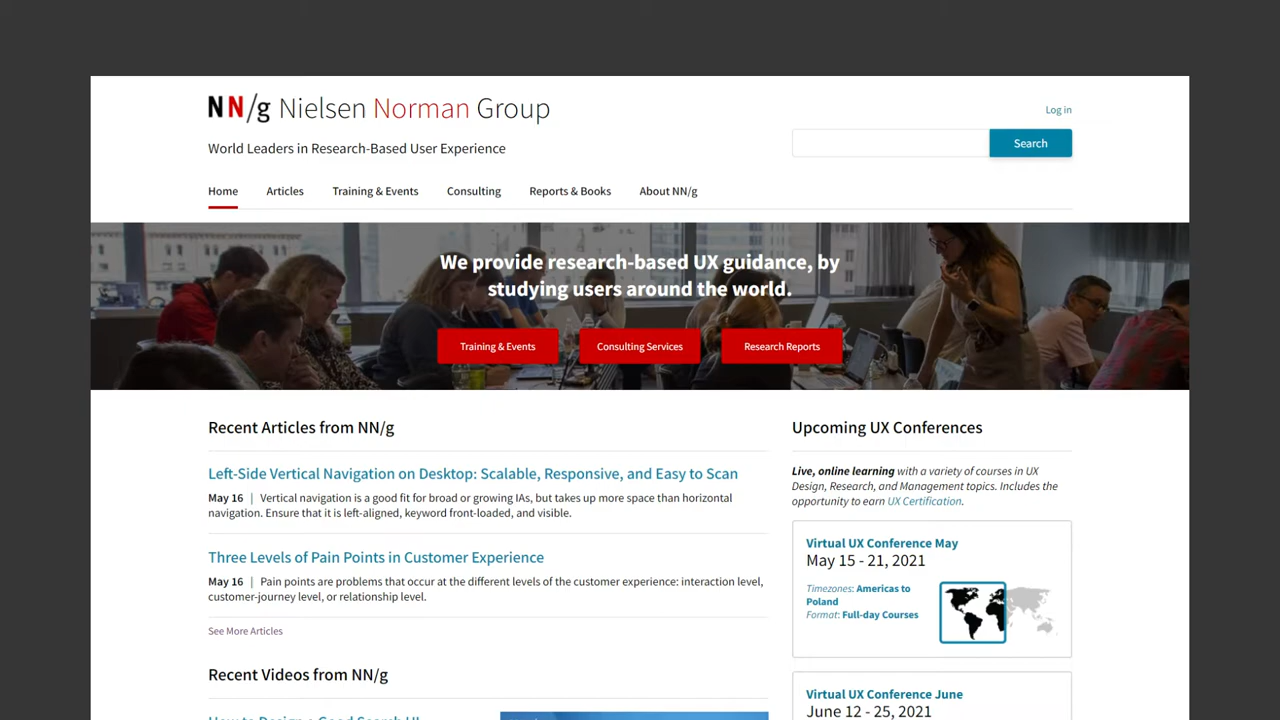 NN/g Nielsen Norman Group
Log in
World Leaders in Research-Based User Experience
Search
Home Articles Training & Events Consulting Reports & Books About NN/g
We provide research-based UX guidance, by
studying users around the world.
Training & Events Consulting Services Research Reports
Recent Articles from NN/g
Left-Side Vertical Navigation on Desktop: Scalable, Responsive, and Easy to Scan
May 16 | Vertical navigation is a good fit for broad or growing IAs, but takes up more space than horizontal
navigation. Ensure that it is left-aligned, keyword front-loaded, and visible.
Three Levels of Pain Points in Customer Experience
May 16 | Pain points are problems that occur at the different levels of the customer experience: interaction level,
customer-journey level, or relationship level.
See More Articles
Recent Videos from NN/g
How to Design a Good Search UI
Upcoming UX Conferences
Live, online learning with a variety of courses in UX
Design, Research, and Management topics. Includes the
opportunity to earn UX Certification.
Virtual UX Conference May
May 15 - 21, 2021
Timezones: Americas to
Poland
Format: Full-day Courses
Virtual UX Conference June
June 12 - 25, 2021